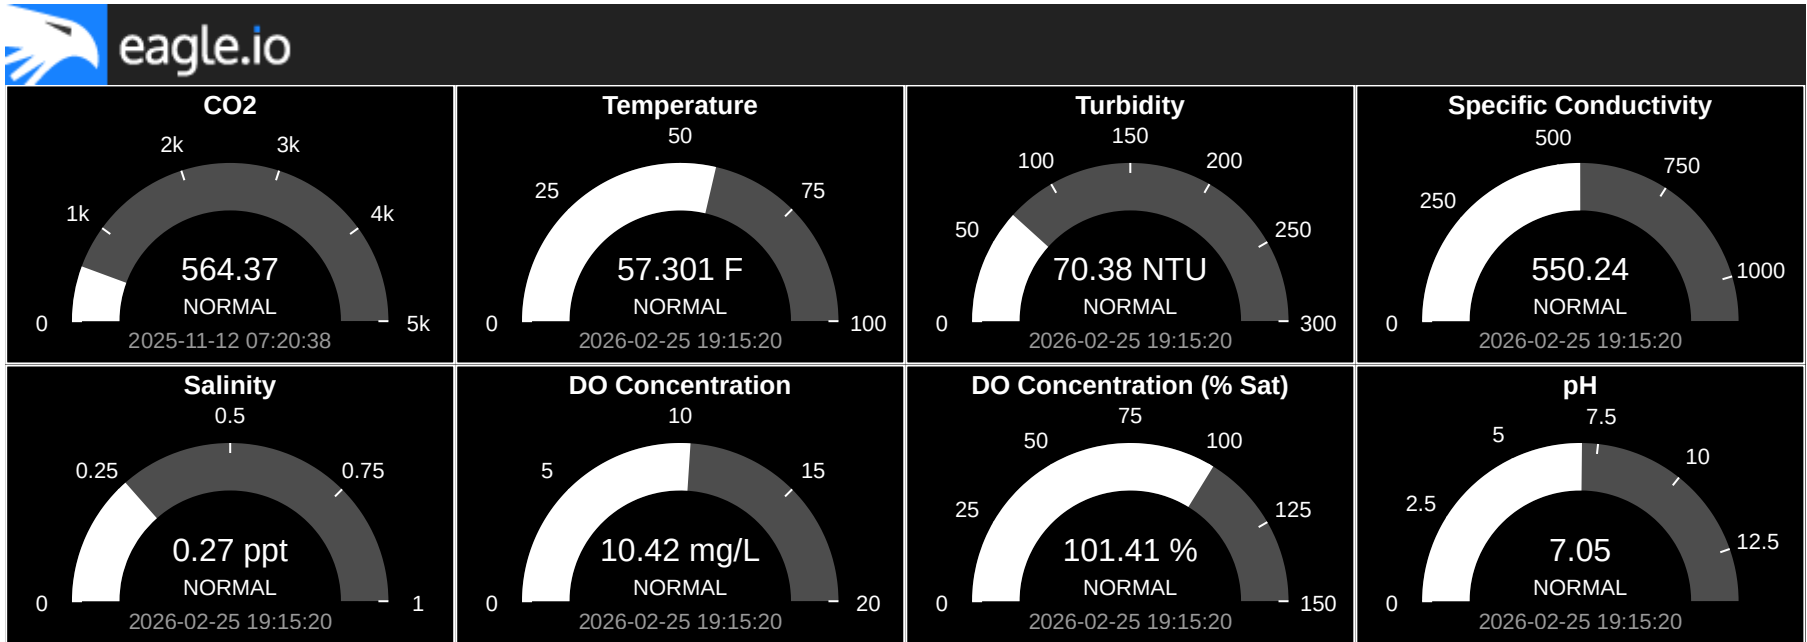 eagle.io
CO2
0
1k
2k
3k
4k
5k
564.37
NORMAL
2025-11-12 07:20:38
Temperature
0
25
50
75
100
57.301 F
NORMAL
2026-02-25 19:15:20
Turbidity
0
50
100
150
200
250
300
70.38 NTU
NORMAL
2026-02-25 19:15:20
Specific Conductivity
0
250
500
750
1000
550.24
NORMAL
2026-02-25 19:15:20
Salinity
0
0.25
0.5
0.75
1
0.27 ppt
NORMAL
2026-02-25 19:15:20
DO Concentration
0
5
10
15
20
10.42 mg/L
NORMAL
2026-02-25 19:15:20
DO Concentration (% Sat)
0
25
50
75
100
125
150
101.41 %
NORMAL
2026-02-25 19:15:20
pH
0
2.5
5
7.5
10
12.5
7.05
NORMAL
2026-02-25 19:15:20